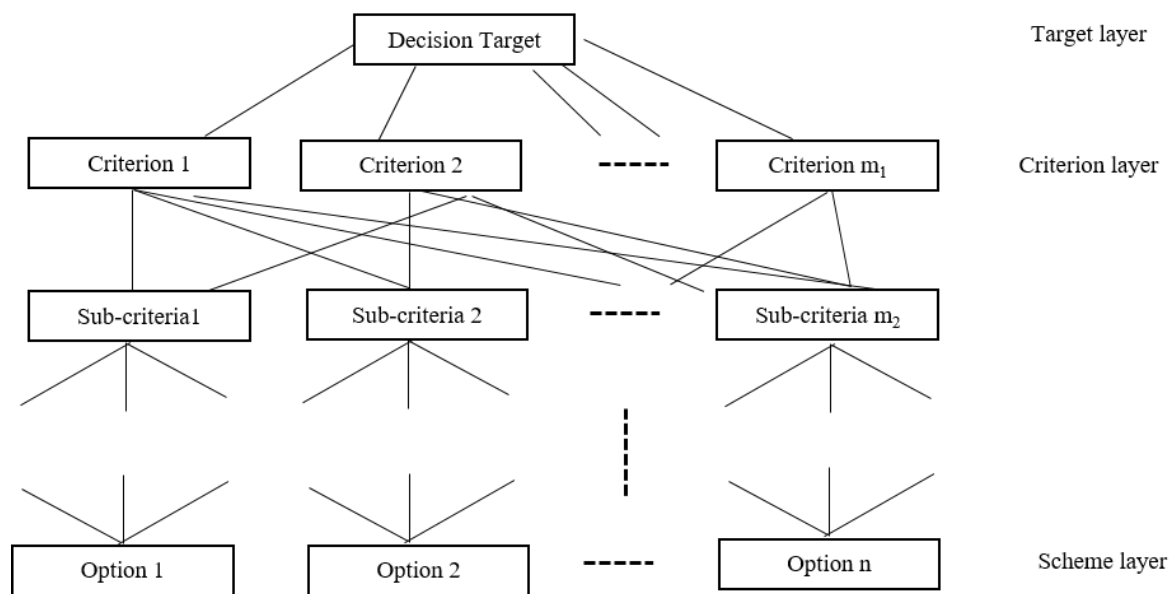 Decision Target
Target layer
Criterion 1
Criterion 2
Criterion m₁
Criterion layer
Sub-criteria1
Sub-criteria 2
Sub-criteria m₂
Option 1
Option 2
Option n
Scheme layer